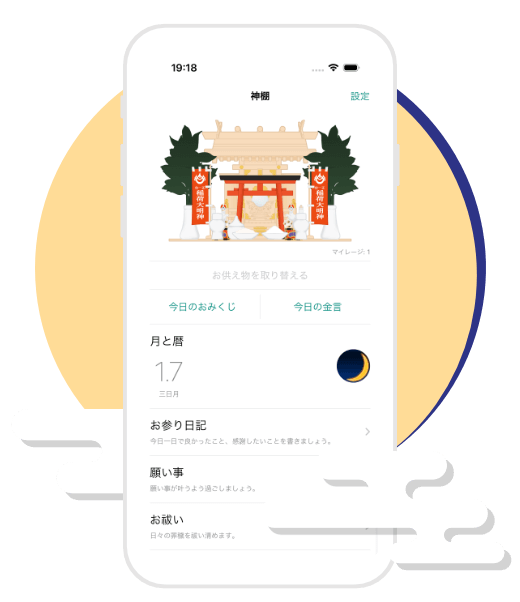 19:18
神棚
設定
稲荷大明神
稲荷大明神
マイレージ: 1
お供え物を取り替える
今日のおみくじ
今日の金言
月と暦
1.7
三日月
お参り日記
今日一日で良かったこと、感謝したいことを書きましょう。
願い事
願い事が叶うよう過ごしましょう。
お祓い
日々の罪穢を祓い清めます。